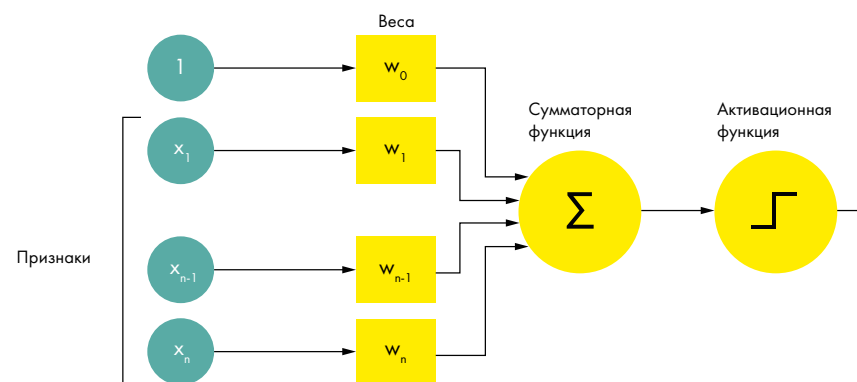 Веса
1
w₀
Сумматорная
функция
Активационная
функция
x₁
w₁
Σ
Признаки
xₙ₋₁
wₙ₋₁
xₙ
wₙ